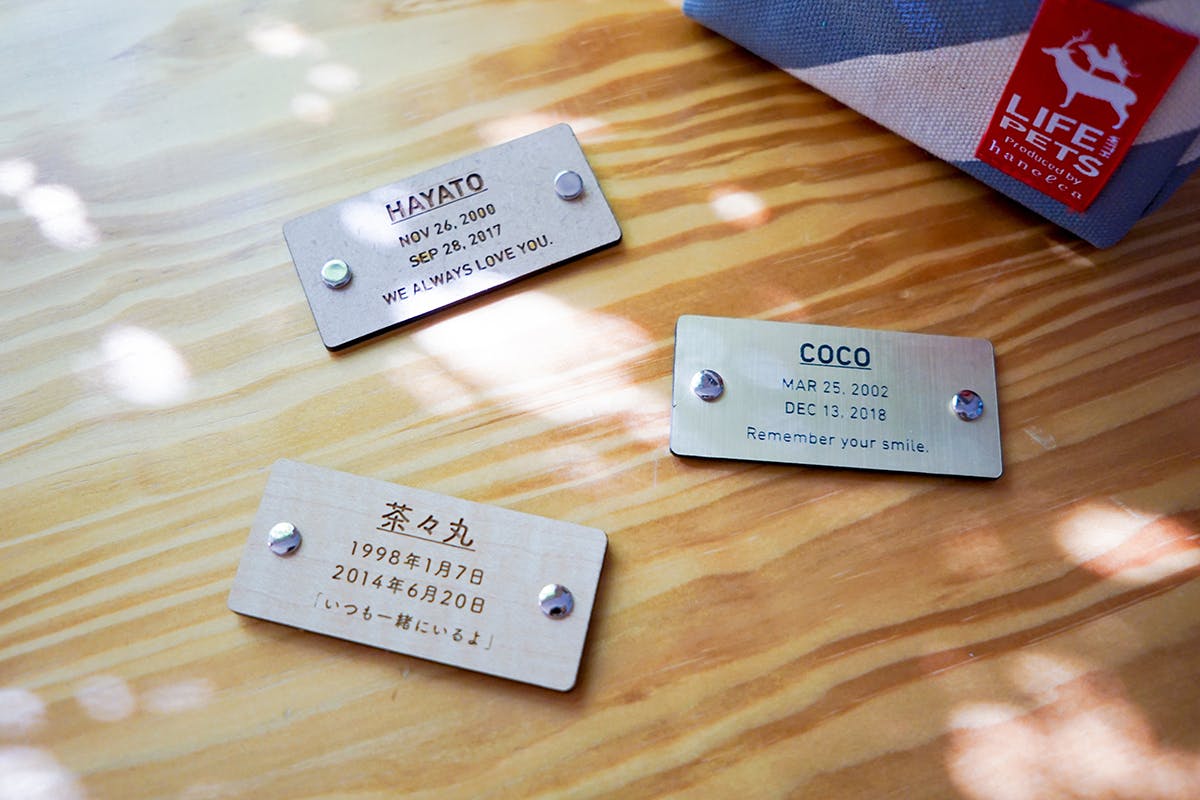 HAYATO
NOV 26, 2000
SEP 28, 2017
WE ALWAYS LOVE YOU.
LIFE WITH
PETS
Produced by
hanolca
COCO
MAR 25, 2002
DEC 13, 2018
Remember your smile.
茶々丸
1998年1月7日
2014年6月20日
「いつも一緒にいるよ」